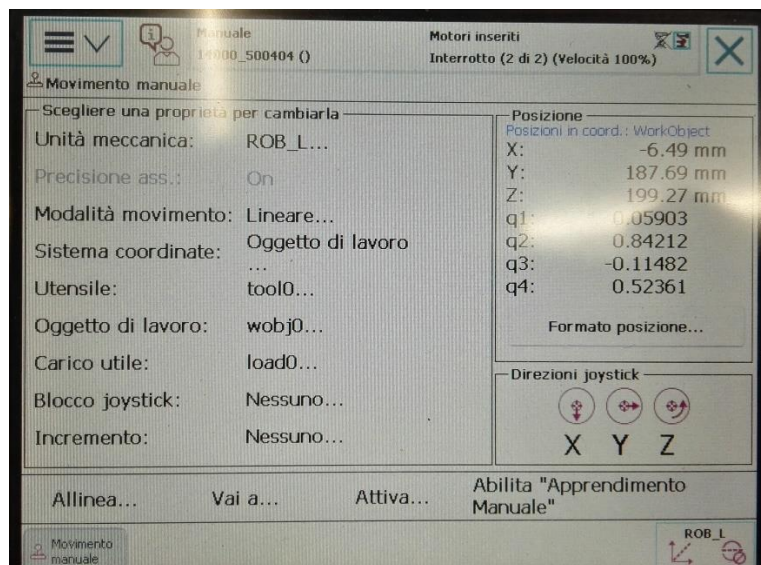 Manuale
14000_500404 ()
Motori inseriti
Interrotto (2 di 2) (Velocità 100%)
Movimento manuale
Scegliere una proprietà per cambiarla
Unità meccanica: ROB_L...
Precisione ass.: On
Modalità movimento: Lineare...
Sistema coordinate: Oggetto di lavoro
...
Utensile: tool0...
Oggetto di lavoro: wobj0...
Carico utile: load0...
Blocco joystick: Nessuno...
Incremento: Nessuno...
Posizione
Posizioni in coord.: WorkObject
X: -6.49 mm
Y: 187.69 mm
Z: 199.27 mm
q1: 0.05903
q2: 0.84212
q3: -0.11482
q4: 0.52361
Formato posizione...
Direzioni joystick
X Y Z
Allinea... Vai a... Attiva... Abilita "Apprendimento
Manuale"
Movimento
manuale
ROB_L